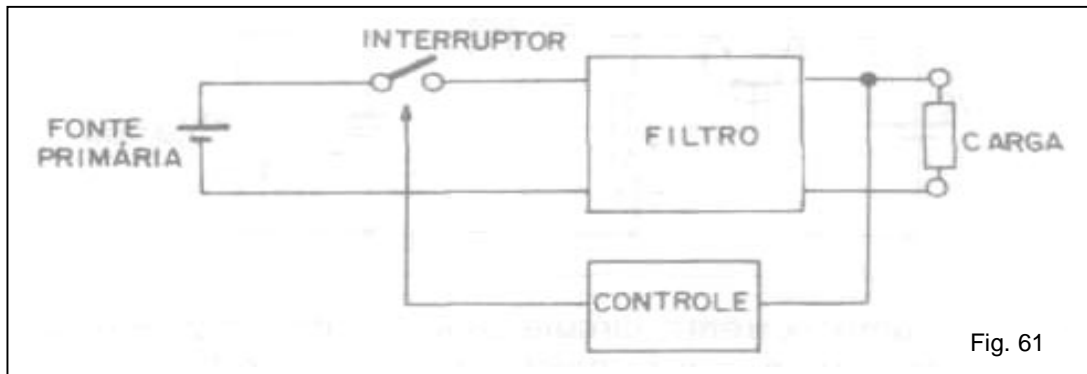 INTERRUPTOR
FONTE
PRIMÁRIA
FILTRO
CARGA
CONTROLE
Fig. 61